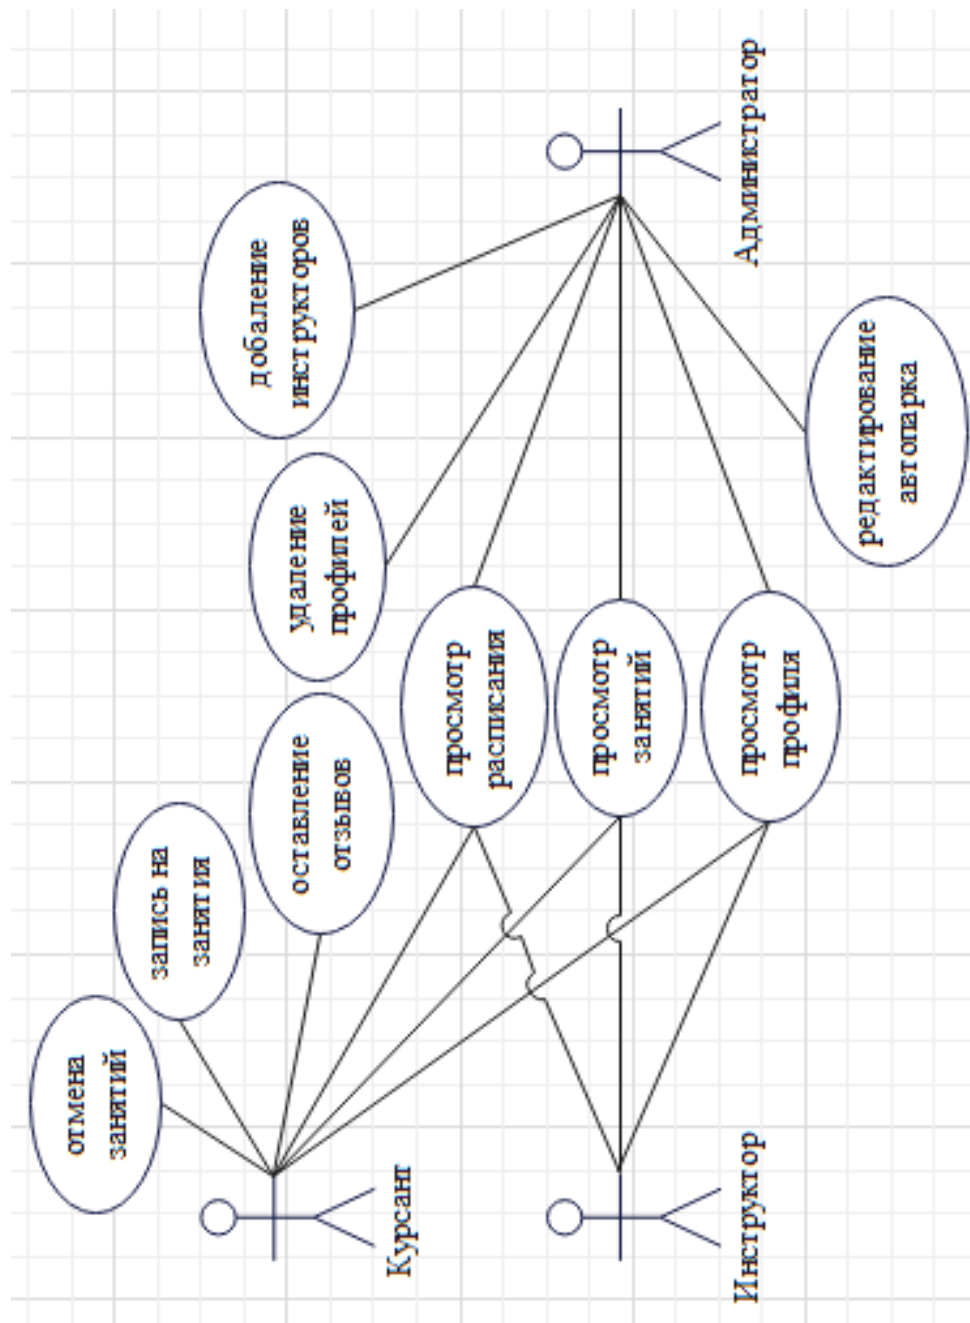 отмена
занятий
запись на
занятия
добаление
инструкторов
оставление
отзывов
удаление
профилей
Курсант
просмотр
расписания
просмотр
занятий
Инструктор
просмотр
профиля
Администратор
редактирование
автопарка